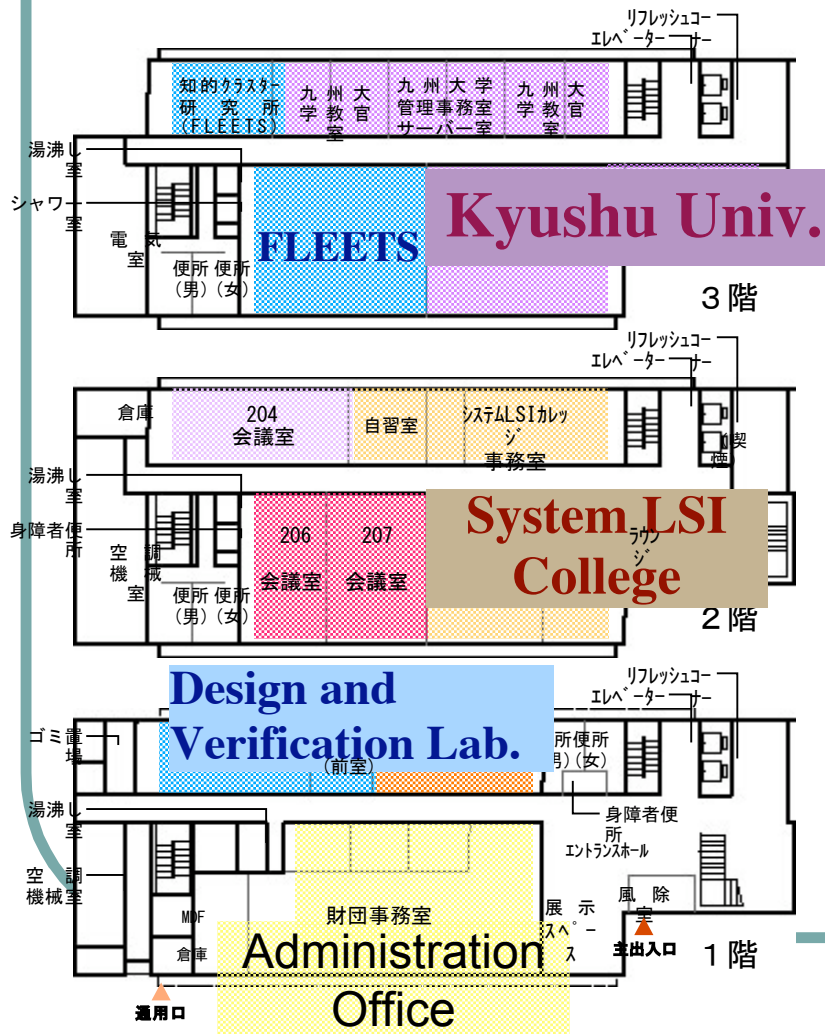 リフレッシュコー
エレベーターナー
知的クラスター
研究所
(FLEETS)
九州大
学教官
室
九州大学
管理事務室
サーバー室
九州大
学教官
室
湯沸し
室
シャワー
室
電気
室
便所
(男)
便所
(女)
FLEETS
Kyushu Univ.
3階
リフレッシュコー
エレベーターナー
倉庫
204
会議室
自習室
システムLSIカレッ
ジ
事務室
(喫
煙)
湯沸し
室
身障者便
所
空調
機械
室
便所
(男)
便所
(女)
206
会議室
207
会議室
System LSI
College
ラウン
ジ
2階
リフレッシュコー
エレベーターナー
Design and
Verification Lab.
(前室)
所
男)
便所
(女)
ゴミ置
場
湯沸し
室
身障者便
所
エントランスホール
空調
機械室
MDF
倉庫
財団事務室
Administration
Office
展示
スペー
ス
風除
室
主出入口
1階
通用口